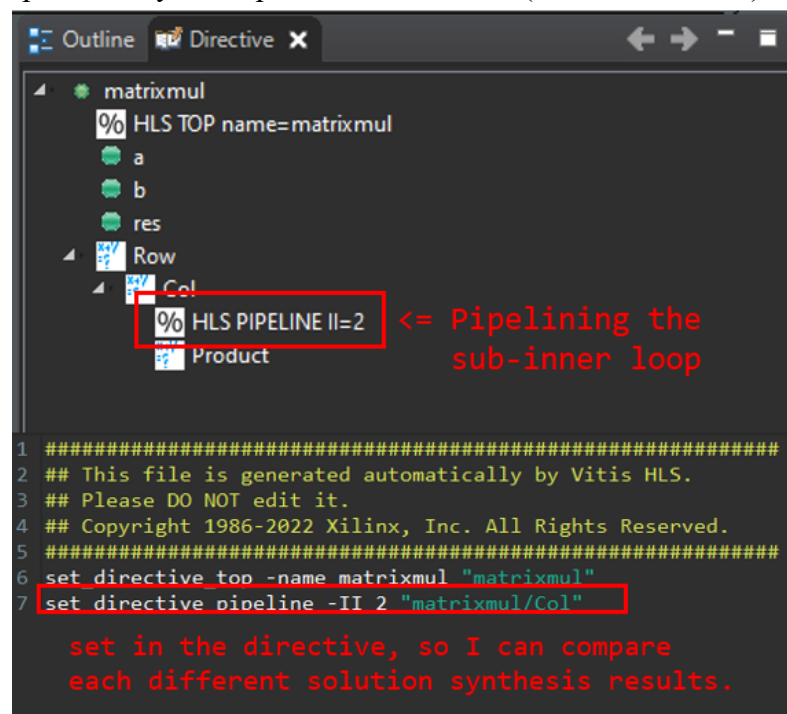 Outline Directive
matrixmul
% HLS TOP name=matrixmul
a
b
res
Row
Col
% HLS PIPELINE II=2 <= Pipelining the
Product sub-inner loop
1 ############################################################
2 ## This file is generated automatically by Vitis HLS.
3 ## Please DO NOT edit it.
4 ## Copyright 1986-2022 Xilinx, Inc. All Rights Reserved.
5 ############################################################
6 set_directive_top -name matrixmul "matrixmul"
7 set_directive_pipeline -II 2 "matrixmul/Col"
set in the directive, so I can compare
each different solution synthesis results.